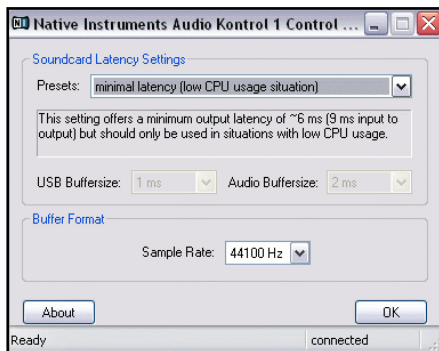 Native Instruments Audio Kontrol 1 Control ...
Soundcard Latency Settings
Presets: minimal latency (low CPU usage situation)
This setting offers a minimum output latency of ~6 ms (9 ms input to
output) but should only be used in situations with low CPU usage.
USB Buffersize: 1 ms Audio Buffersize: 2 ms
Buffer Format
Sample Rate: 44100 Hz
About OK
Ready connected